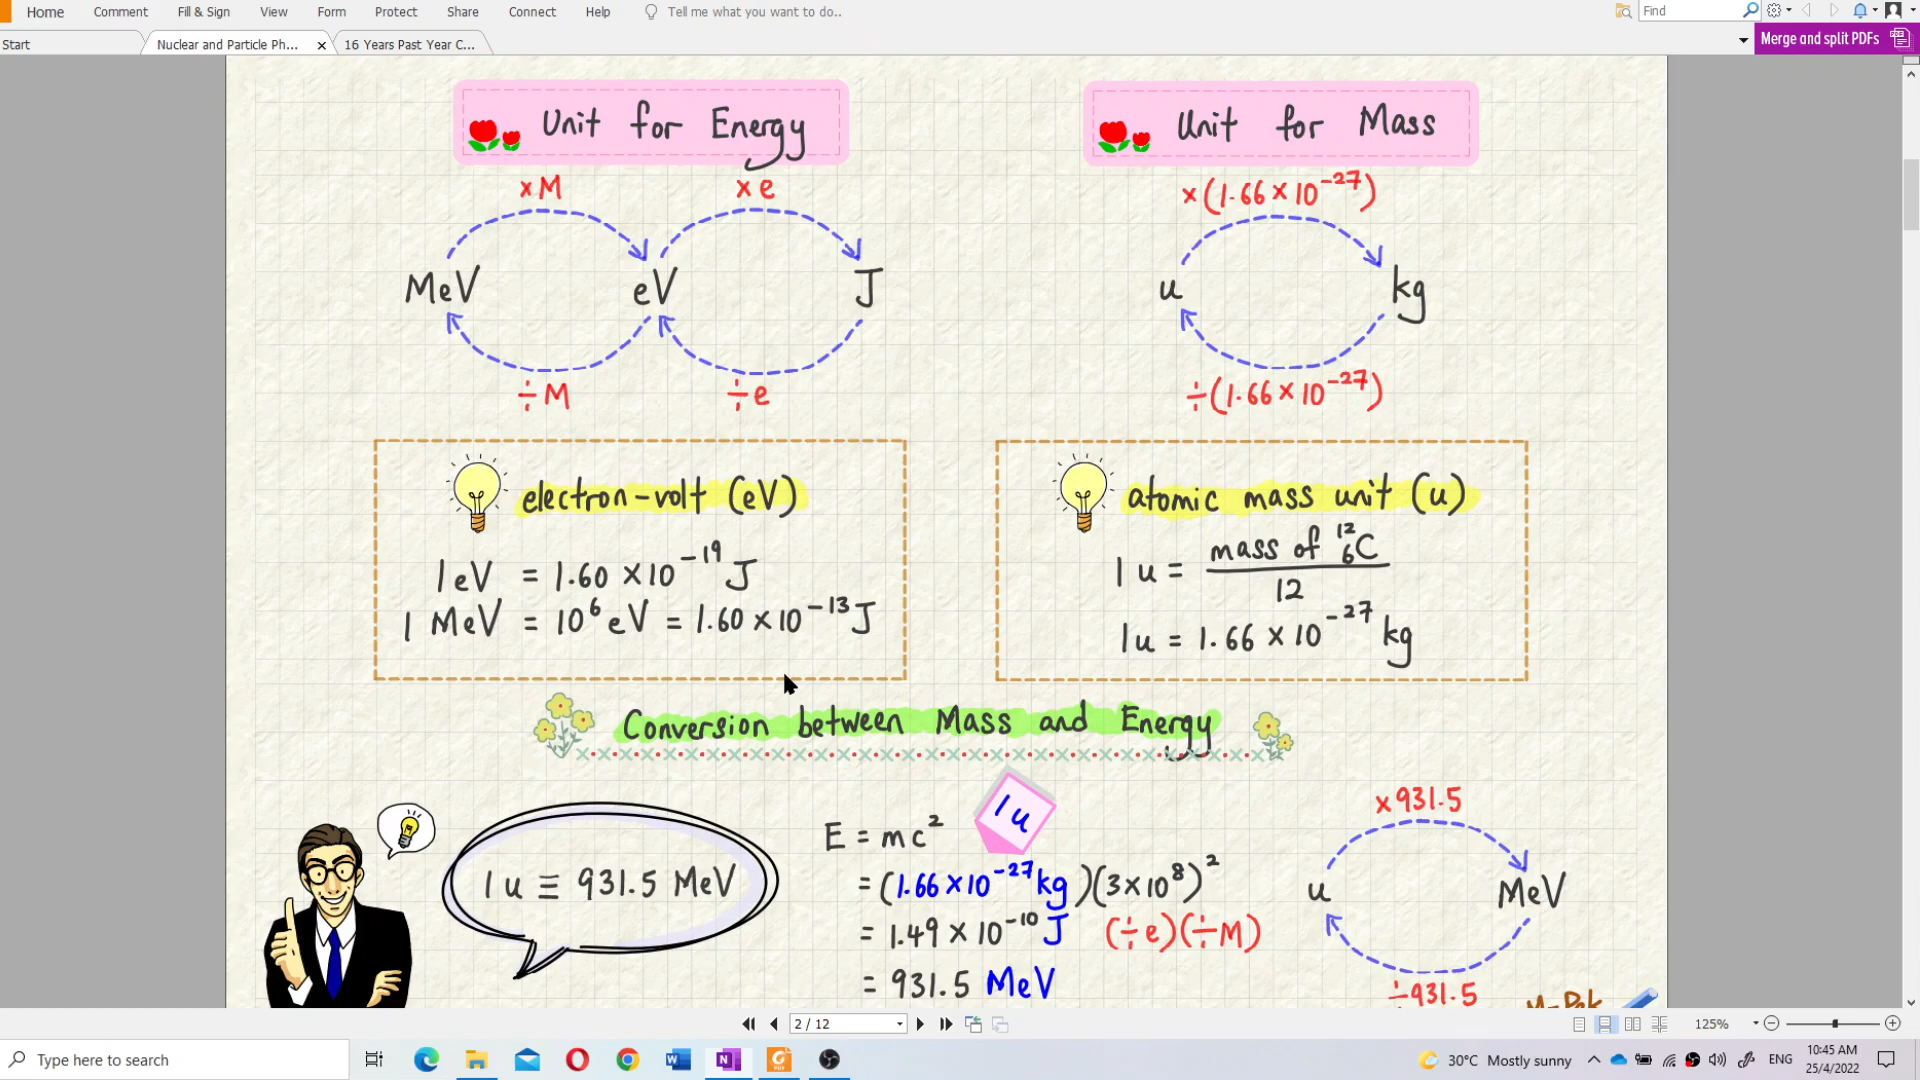 Home Comment Fill & Sign View Form Protect Share Connect Help Tell me what you want to do.. Find
Start Nuclear and Particle Ph... × 16 Years Past Year C... Merge and split PDFs
Unit for Energy
Unit for Mass
×M ×e
×(1.66×10⁻²⁷)
MeV eV J
u kg
÷M ÷e
÷(1.66×10⁻²⁷)
electron-volt (eV)
1 eV = 1.60 ×10⁻¹⁹ J
1 MeV = 10⁶ eV = 1.60 ×10⁻¹³ J
atomic mass unit (u)
1 u = mass of ¹²₆C / 12
1u = 1.66 × 10⁻²⁷ kg
Conversion between Mass and Energy
1 u ≡ 931.5 MeV
1u
E = mc²
= (1.66×10⁻²⁷kg)(3×10⁸)²
= 1.49 × 10⁻¹⁰ J (÷e)(÷M)
= 931.5 MeV
×931.5
u MeV
÷931.5
2 / 12
125%
Type here to search
30°C Mostly sunny ENG 10:45 AM
25/4/2022